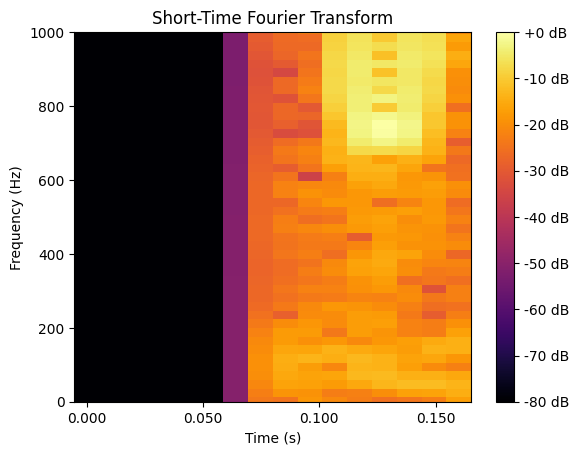 Short-Time Fourier Transform
1000
800
600
400
200
0
Frequency (Hz)
0.000
0.050
0.100
0.150
Time (s)
+0 dB
-10 dB
-20 dB
-30 dB
-40 dB
-50 dB
-60 dB
-70 dB
-80 dB